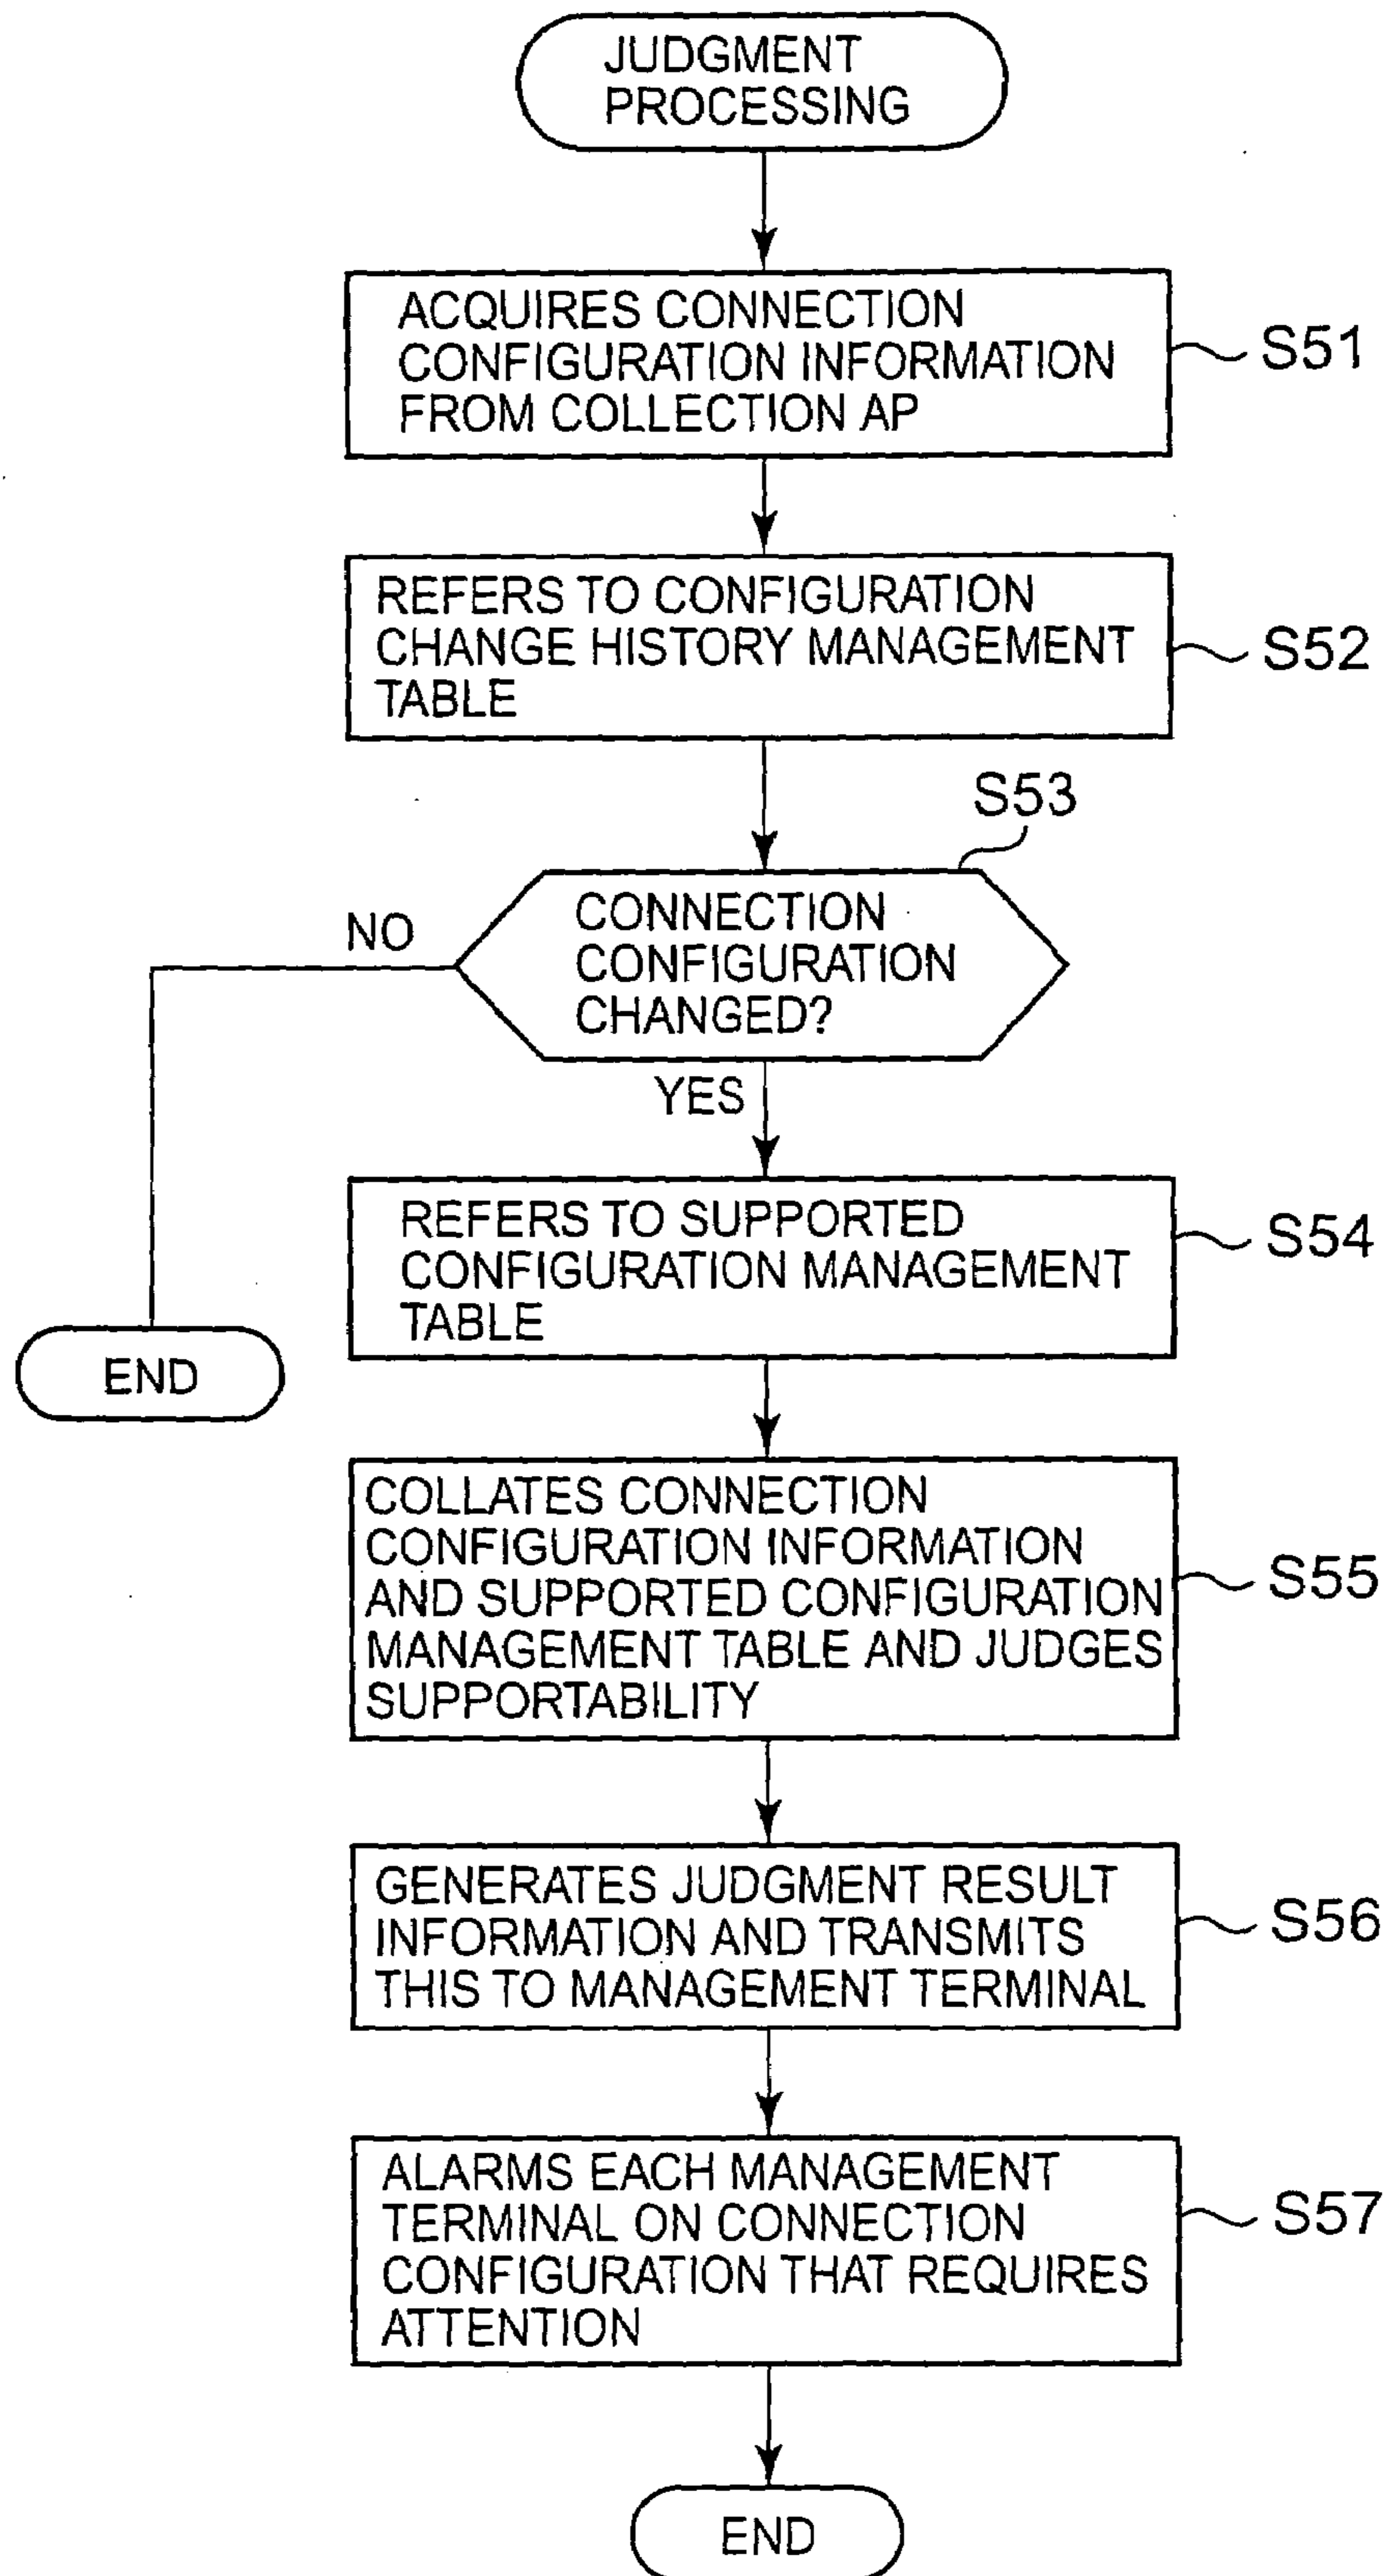 JUDGMENT
PROCESSING
ACQUIRES CONNECTION
CONFIGURATION INFORMATION
FROM COLLECTION AP
S51
REFERS TO CONFIGURATION
CHANGE HISTORY MANAGEMENT
TABLE
S52
S53
CONNECTION
CONFIGURATION
CHANGED?
NO
YES
REFERS TO SUPPORTED
CONFIGURATION MANAGEMENT
TABLE
S54
END
COLLATES CONNECTION
CONFIGURATION INFORMATION
AND SUPPORTED CONFIGURATION
MANAGEMENT TABLE AND JUDGES
SUPPORTABILITY
S55
GENERATES JUDGMENT RESULT
INFORMATION AND TRANSMITS
THIS TO MANAGEMENT TERMINAL
S56
ALARMS EACH MANAGEMENT
TERMINAL ON CONNECTION
CONFIGURATION THAT REQUIRES
ATTENTION
S57
END